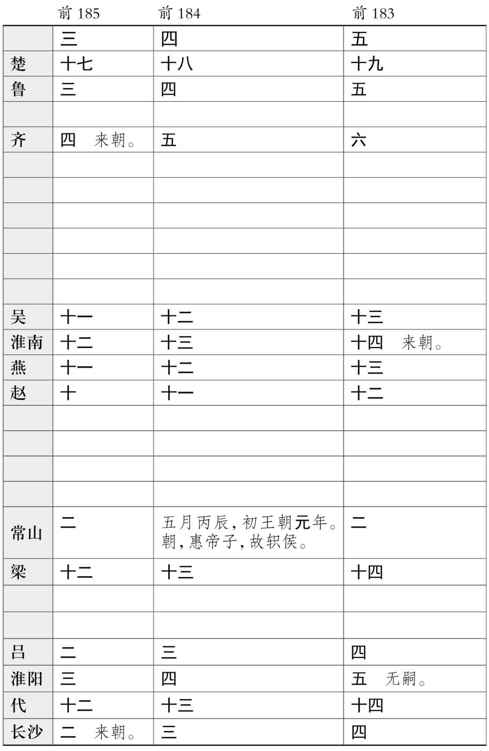 前 185 前 184 前 183
三 四 五
楚 十七 十八 十九
鲁 三 四 五
齐 四 来朝。 五 六
吴 十一 十二 十三
淮南 十二 十三 十四 来朝。
燕 十一 十二 十三
赵 十 十一 十二
常山 二 五月丙辰，初王朝元年。 二
朝，惠帝子，故轵侯。
梁 十二 十三 十四
吕 二 三 四
淮阳 三 四 五 无嗣。
代 十二 十三 十四
长沙 二 来朝。 三 四